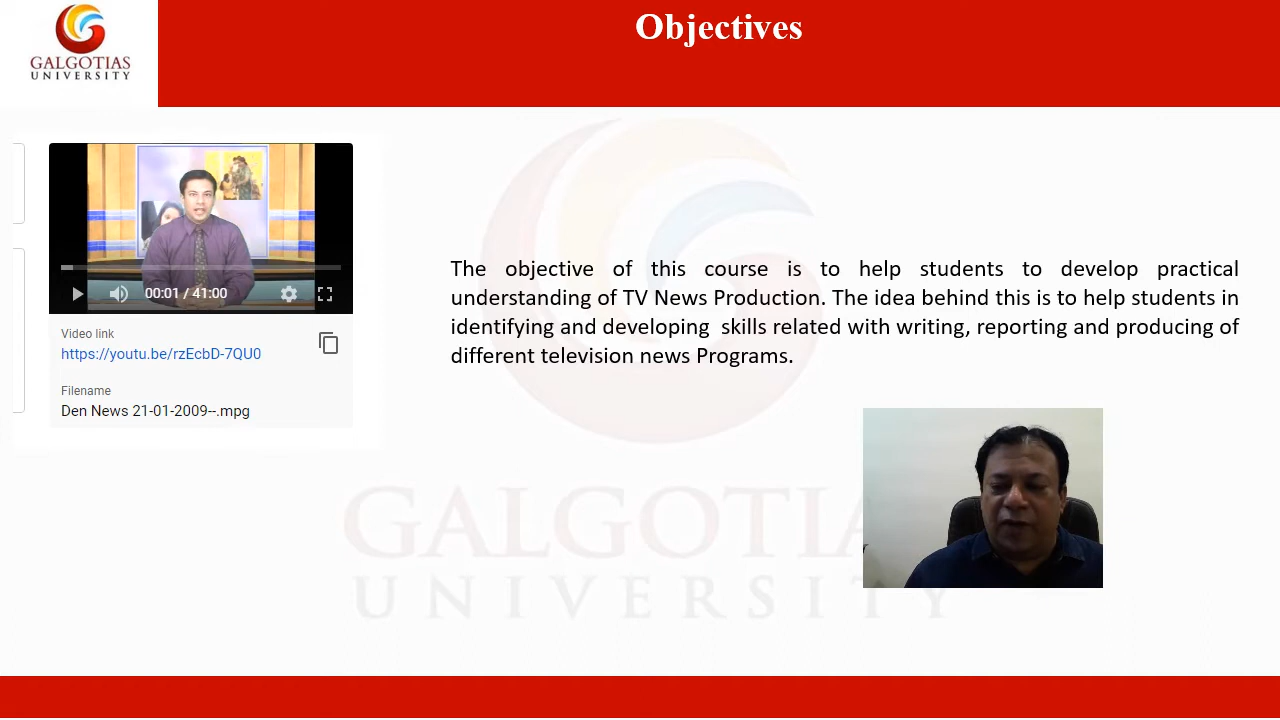 Objectives
GALGOTIAS
UNIVERSITY
00:01 / 41:00
Video link
https://youtu.be/rzEcbD-7QU0
Filename
Den News 21-01-2009--.mpg
The objective of this course is to help students to develop practical
understanding of TV News Production. The idea behind this is to help students in
identifying and developing skills related with writing, reporting and producing of
different television news Programs.
GALGOTIA
UNIVERSITY